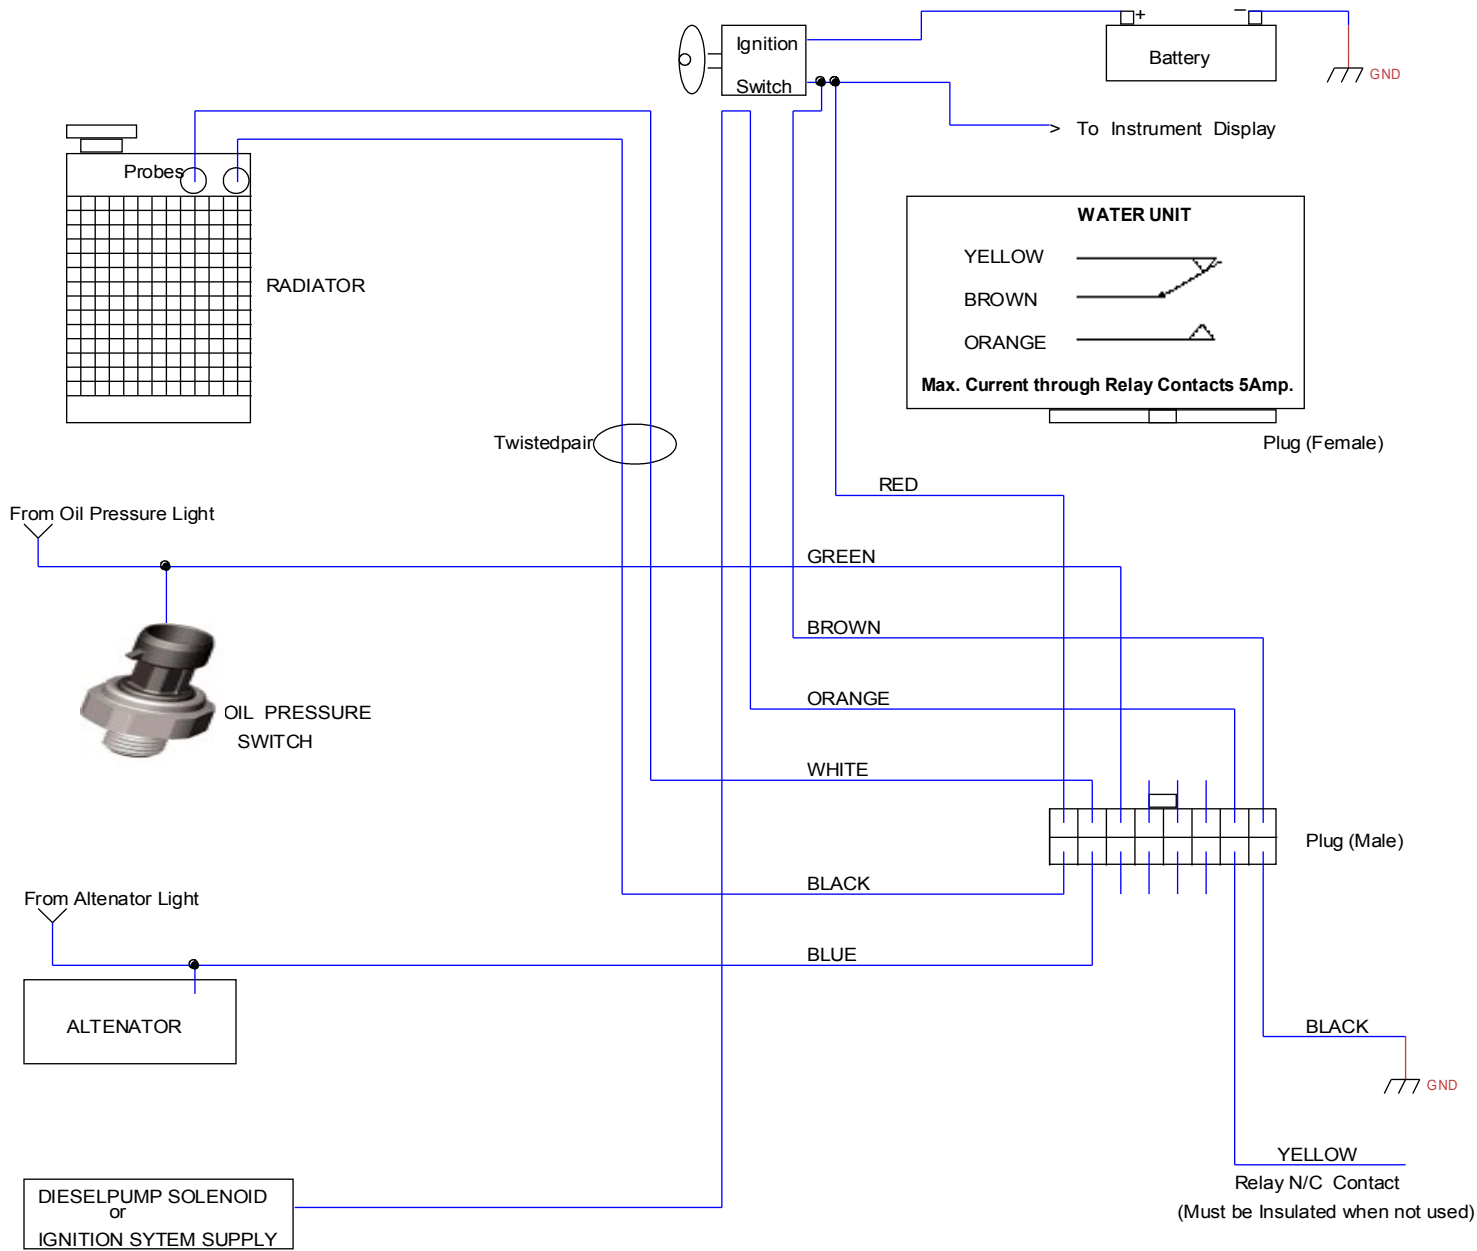 Ignition
Switch
+
−
Battery
GND
> To Instrument Display
Probes
RADIATOR
WATER UNIT
YELLOW
BROWN
ORANGE
Max. Current through Relay Contacts 5Amp.
Plug (Female)
Twistedpair
RED
From Oil Pressure Light
GREEN
BROWN
OIL PRESSURE
SWITCH
ORANGE
WHITE
Plug (Male)
BLACK
From Altenator Light
BLUE
ALTENATOR
BLACK
GND
YELLOW
Relay N/C Contact
(Must be Insulated when not used)
DIESELPUMP SOLENOID
or
IGNITION SYTEM SUPPLY